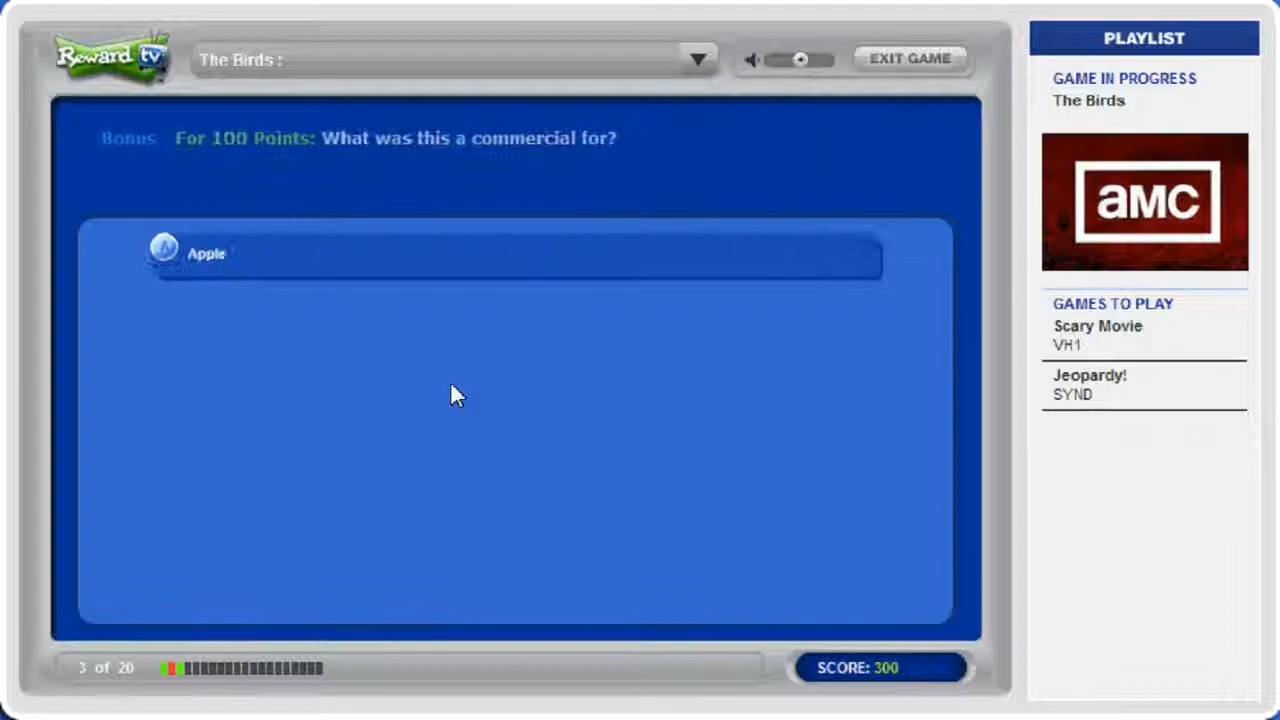 Reward tv
The Birds :
EXIT GAME
Bonus For 100 Points: What was this a commercial for?
A Apple
3 of 20
SCORE: 300
PLAYLIST
GAME IN PROGRESS
The Birds
aMC
GAMES TO PLAY
Scary Movie
VH1
Jeopardy!
SYND